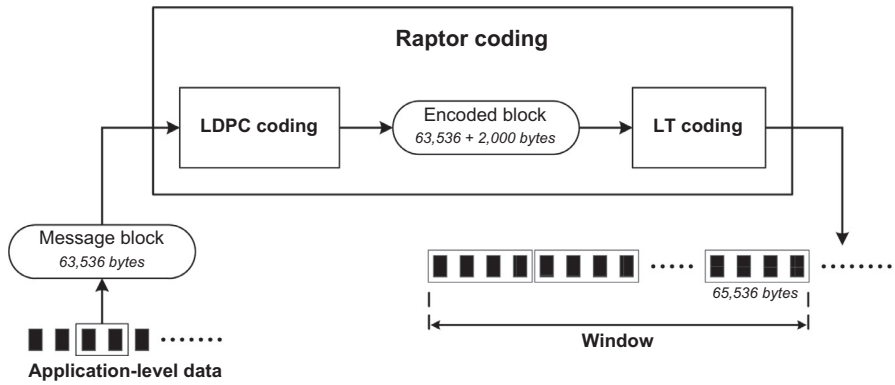 Raptor coding
LDPC coding
Encoded block
63,536 + 2,000 bytes
LT coding
Message block
63,536 bytes
65,536 bytes
Window
Application-level data